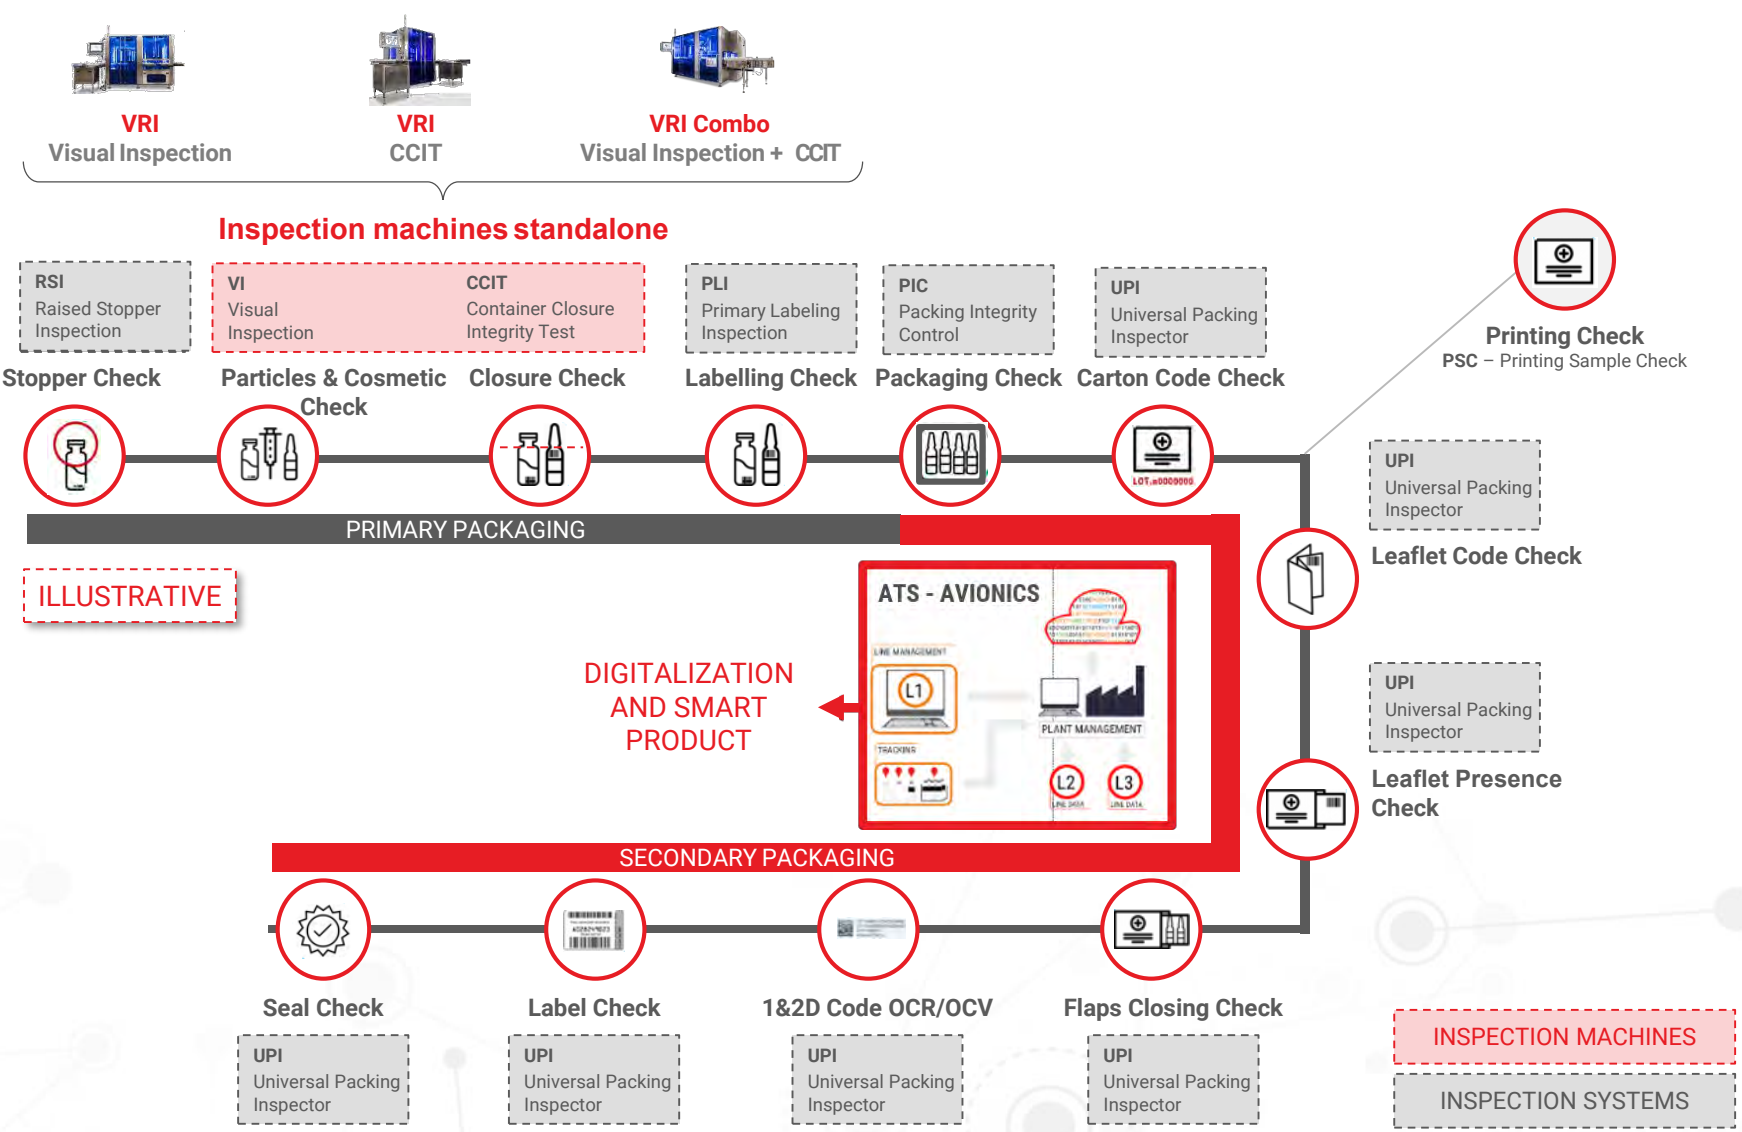 VRI
Visual Inspection
VRI
CCIT
VRI Combo
Visual Inspection + CCIT
Inspection machines standalone
RSI
Raised Stopper
Inspection
VI
Visual
Inspection
CCIT
Container Closure
Integrity Test
PLI
Primary Labeling
Inspection
PIC
Packing Integrity
Control
UPI
Universal Packing
Inspector
Printing Check
PSC – Printing Sample Check
Stopper Check
Particles & Cosmetic
Check
Closure Check
Labelling Check
Packaging Check
Carton Code Check
UPI
Universal Packing
Inspector
Leaflet Code Check
PRIMARY PACKAGING
ILLUSTRATIVE
ATS - AVIONICS
LINE MANAGEMENT
L1
PLANT MANAGEMENT
TRACKING
L2
LINE DATA
L3
LINE DATA
DIGITALIZATION
AND SMART
PRODUCT
UPI
Universal Packing
Inspector
Leaflet Presence
Check
SECONDARY PACKAGING
Seal Check
Label Check
1&2D Code OCR/OCV
Flaps Closing Check
UPI
Universal Packing
Inspector
UPI
Universal Packing
Inspector
UPI
Universal Packing
Inspector
UPI
Universal Packing
Inspector
INSPECTION MACHINES
INSPECTION SYSTEMS